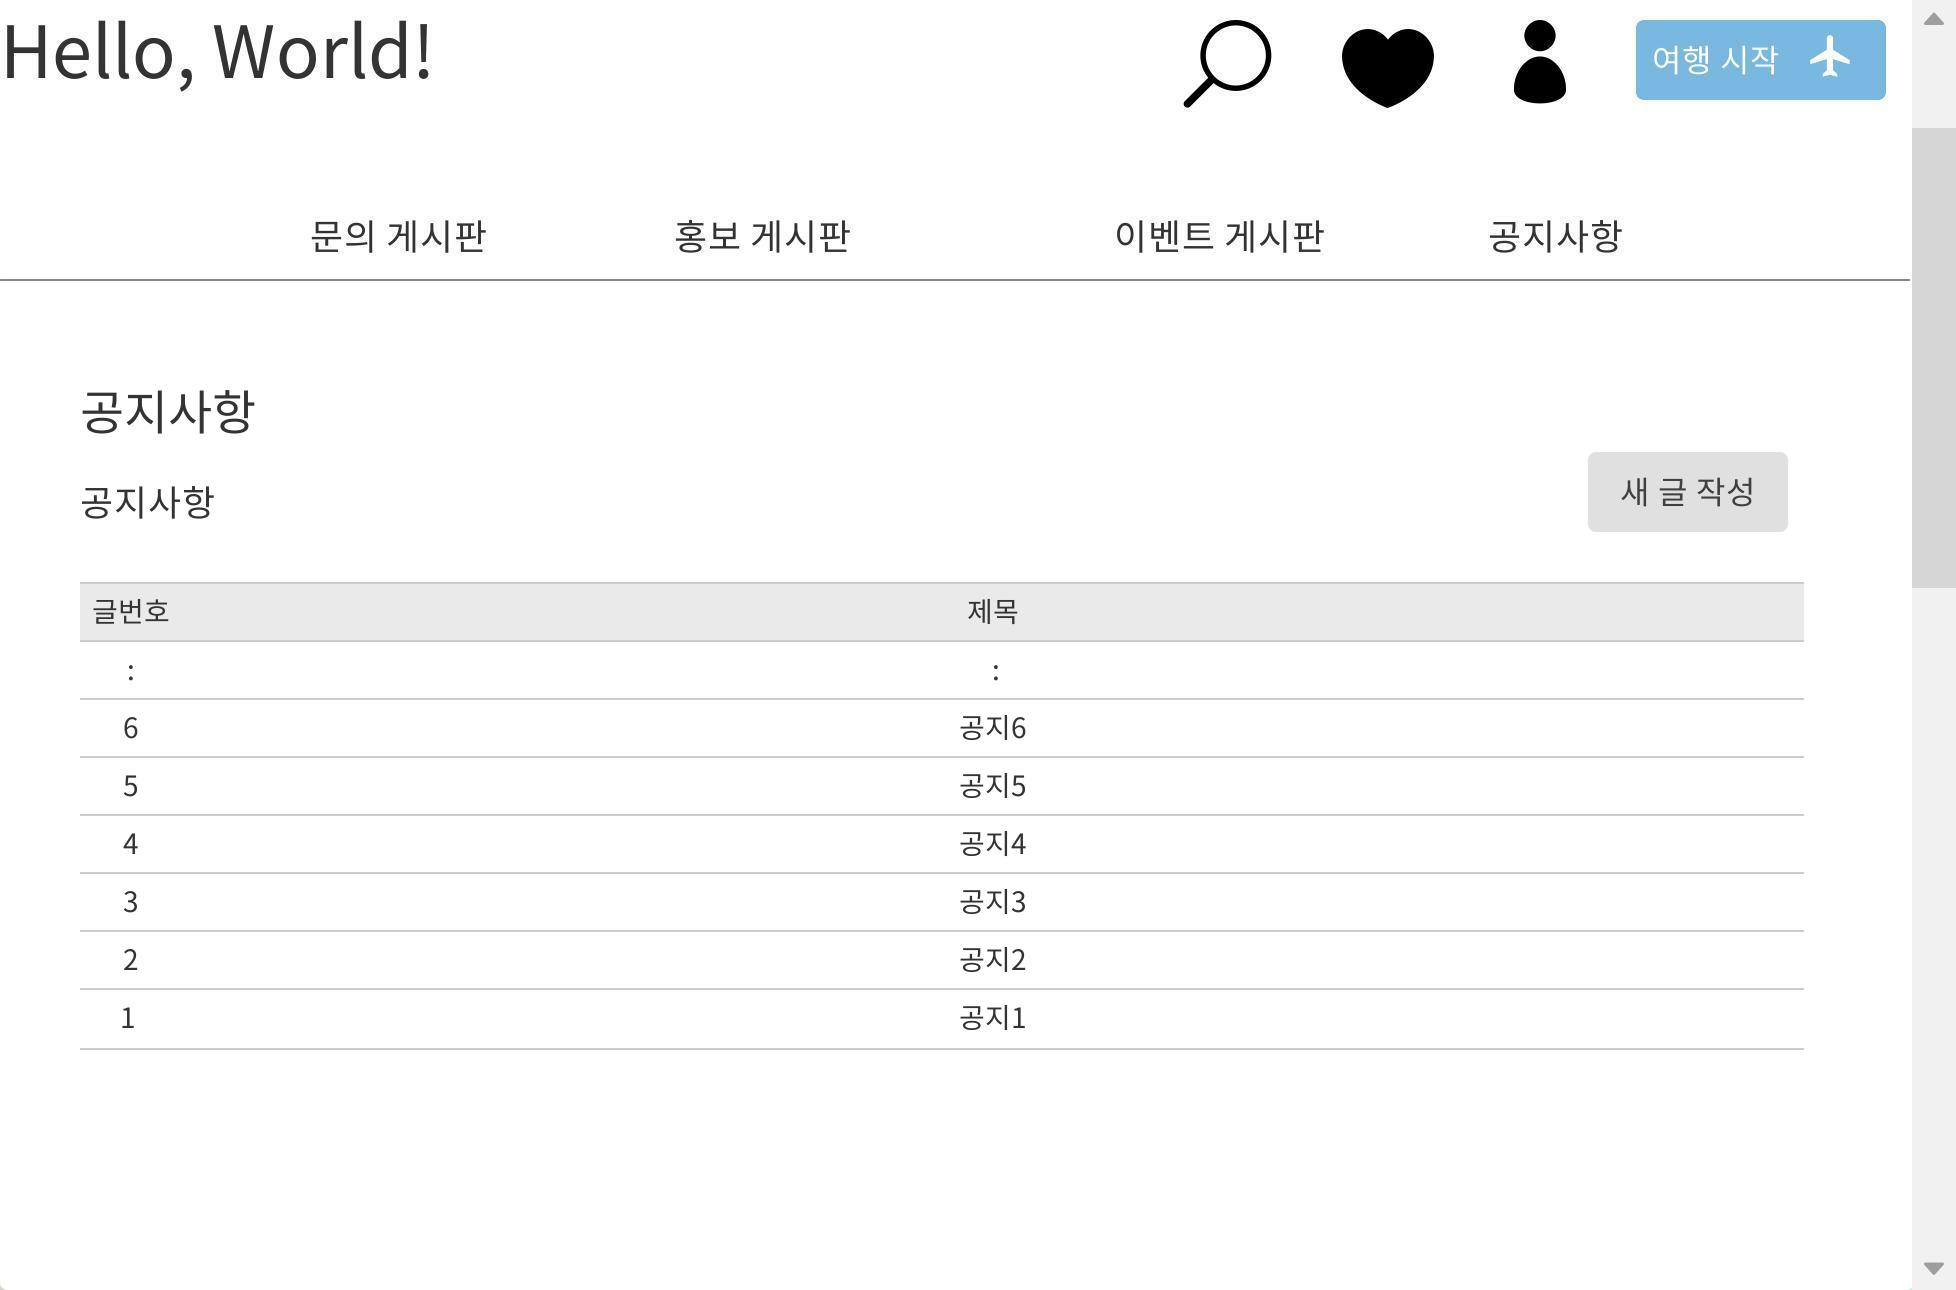 Hello, World!
여행 시작
문의 게시판 홍보 게시판 이벤트 게시판 공지사항
공지사항
공지사항
새 글 작성
글번호 제목
: :
6 공지6
5 공지5
4 공지4
3 공지3
2 공지2
1 공지1